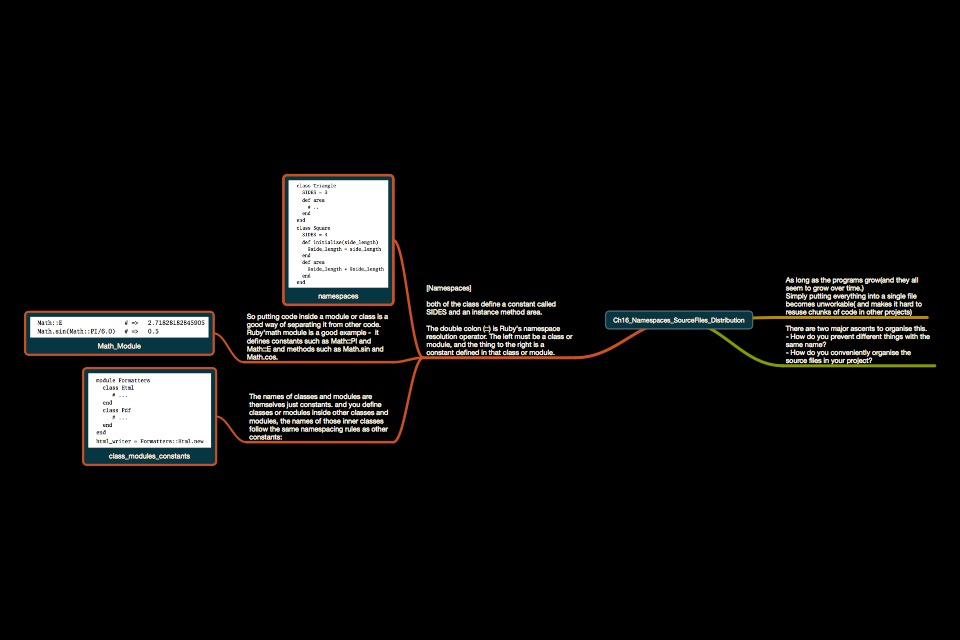 class Triangle
SIDES = 3
def area
# ..
end
end
class Square
SIDES = 4
def initialize(side_length)
@side_length = side_length
end
def area
@side_length * @side_length
end
end
namespaces
Math::E # => 2.71828182845905
Math.sin(Math::PI/6.0) # => 0.5
Math_Module
module Formatters
class Html
# ...
end
class Pdf
# ...
end
end
html_writer = Formatters::Html.new
class_modules_constants
So putting code inside a module or class is a
good way of separating it from other code.
Ruby'math module is a good example - it
defines constants such as Math::PI and
Math::E and methods such as Math.sin and
Math.cos.
The names of classes and modules are
themselves just constants. and you define
classes or modules inside other classes and
modules, the names of those inner classes
follow the same namespacing rules as other
constants:
[Namespaces]
both of the class define a constant called
SIDES and an instance method area.
The double colon (::) is Ruby's namespace
resolution operator. The left must be a class or
module, and the thing to the right is a
constant defined in that class or module.
Ch16_Namespaces_SourceFiles_Distribution
As long as the programs grow(and they all
seem to grow over time.)
Simply putting everything into a single file
becomes unworkable( and makes it hard to
resuse chunks of code in other projects)
There are two major ascents to organise this.
- How do you prevent different things with the
same name?
- How do you conveniently organise the
source files in your project?